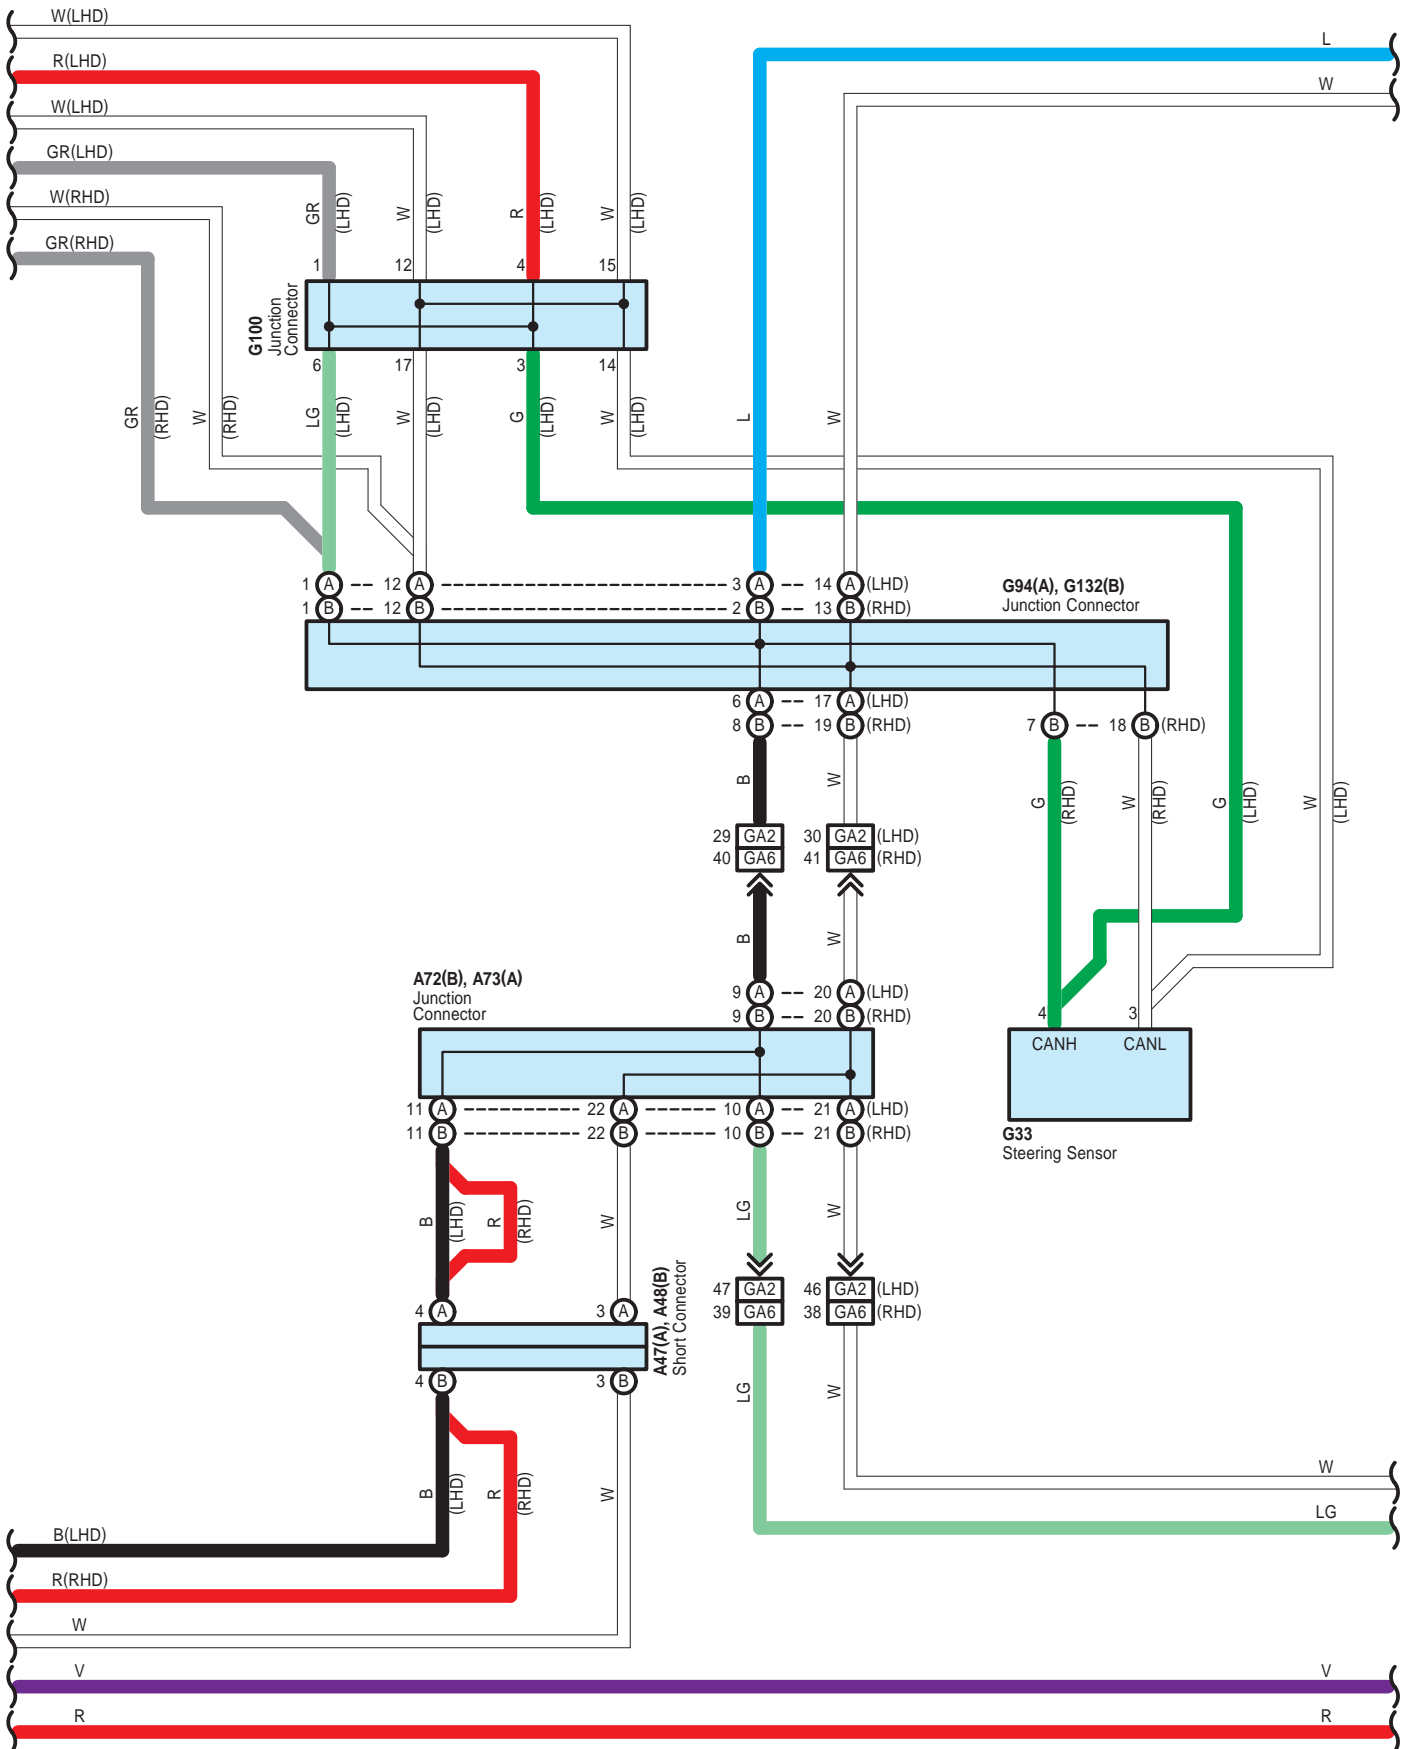 W(LHD)
R(LHD)
W(LHD)
GR(LHD)
W(RHD)
GR(RHD)
L
W
GR
(LHD)
W
(LHD)
R
(LHD)
W
(LHD)
1
12
4
15
G100
Junction
Connector
6
17
3
14
GR
(RHD)
W
(RHD)
LG
(LHD)
W
(LHD)
G
(LHD)
W
(LHD)
L
W
1 A 12 A 3 A 14 A (LHD)
1 B 12 B 2 B 13 B (RHD)
G94(A), G132(B)
Junction Connector
6 A 17 A (LHD)
8 B 19 B (RHD)
7 B 18 B (RHD)
B
W
G
(RHD)
W
(RHD)
G
(LHD)
W
(LHD)
29 GA2 30 GA2 (LHD)
40 GA6 41 GA6 (RHD)
B
W
A72(B), A73(A)
Junction
Connector
9 A 20 A (LHD)
9 B 20 B (RHD)
4
3
CANH
CANL
G33
Steering Sensor
11 A 22 A 10 A 21 A (LHD)
11 B 22 B 10 B 21 B (RHD)
B
(LHD)
R
(RHD)
W
LG
W
4 A 3 A
A47(A), A48(B)
Short Connector
4 B 3 B
47 GA2 46 GA2 (LHD)
39 GA6 38 GA6 (RHD)
LG
W
B
(LHD)
R
(RHD)
W
W
LG
B(LHD)
R(RHD)
W
V
V
R
R